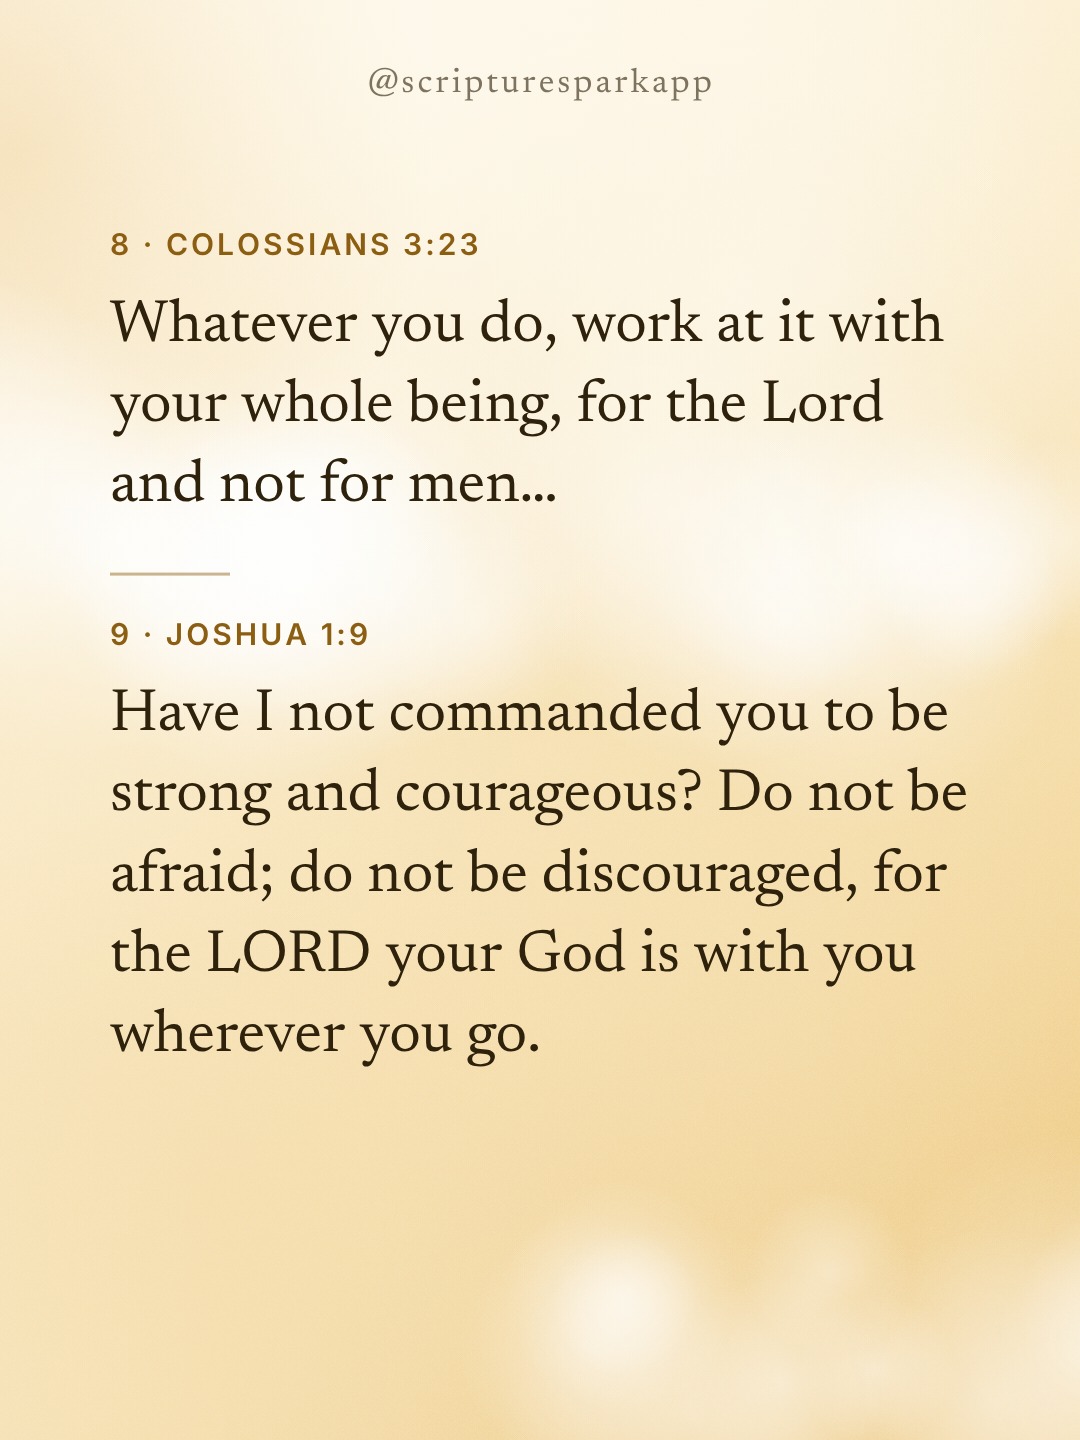 @scripturesparkapp
8 · COLOSSIANS 3:23
Whatever you do, work at it with
your whole being, for the Lord
and not for men...
9 · JOSHUA 1:9
Have I not commanded you to be
strong and courageous? Do not be
afraid; do not be discouraged, for
the LORD your God is with you
wherever you go.